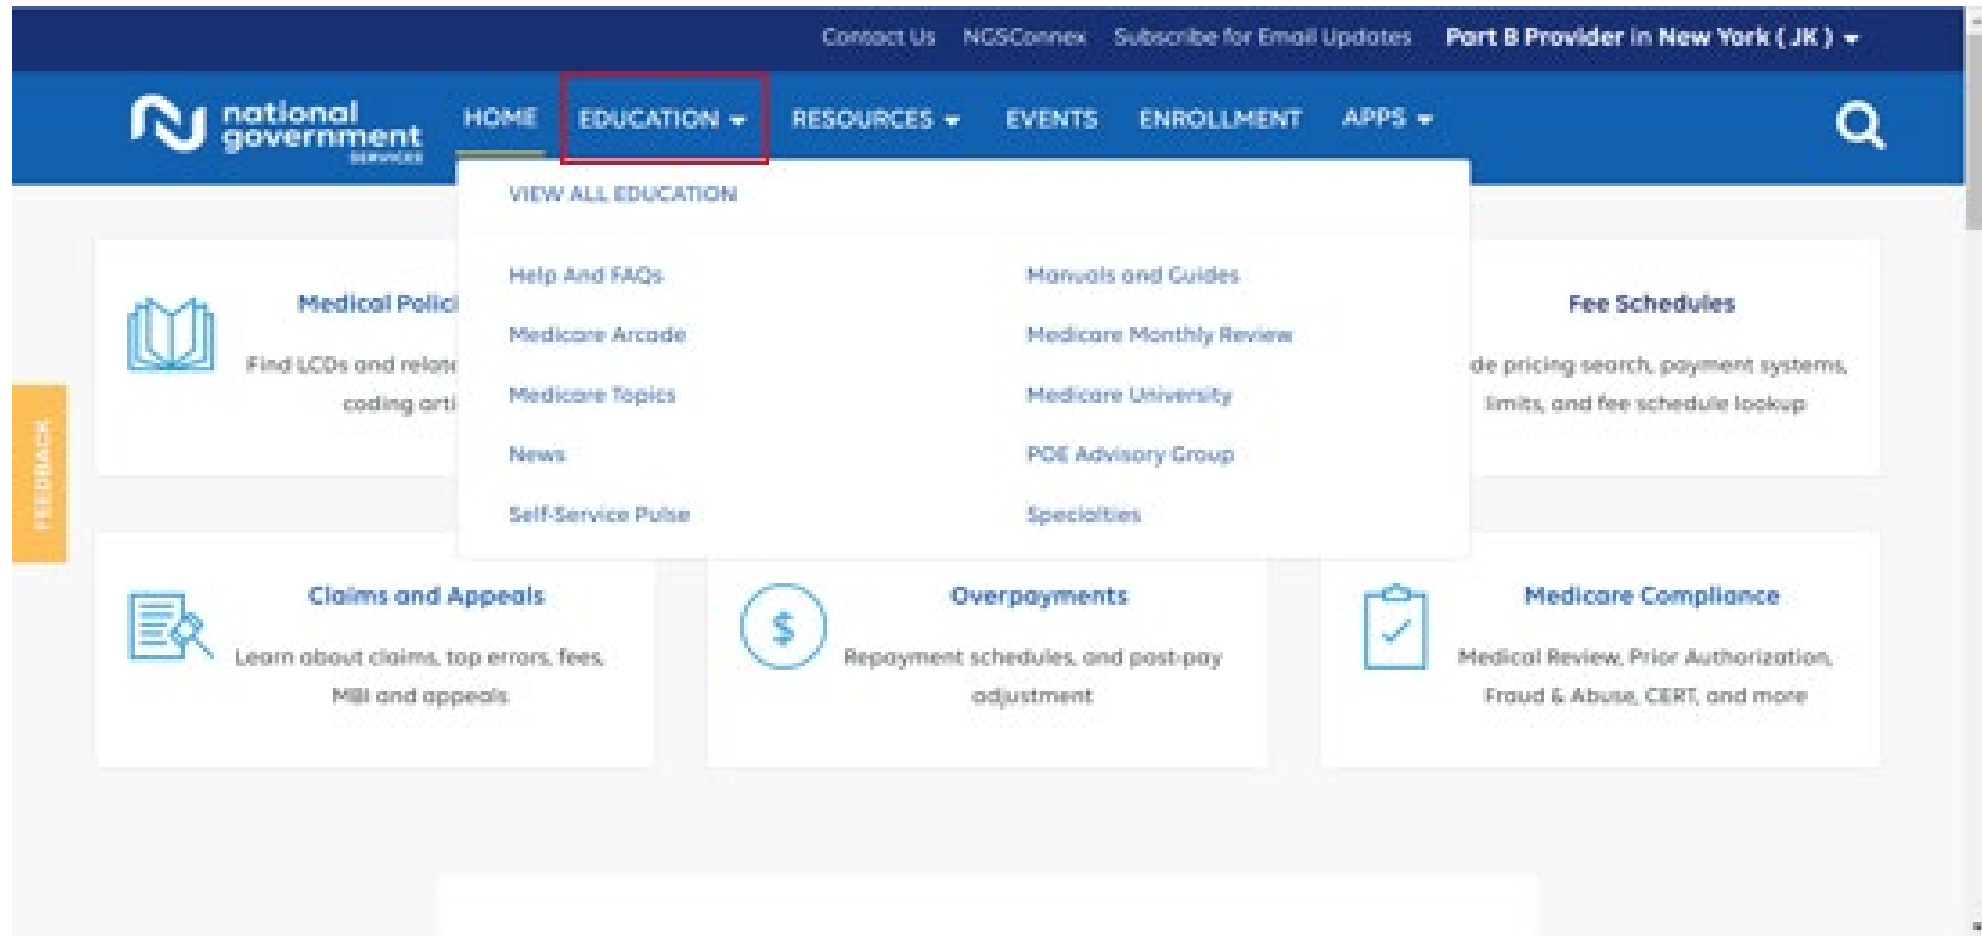 Contact Us NGSConnex Subscribe for Email Updates Part B Provider in New York ( JK )
national
government
SERVICES
HOME EDUCATION RESOURCES EVENTS ENROLLMENT APPS
VIEW ALL EDUCATION
Help And FAQs
Manuals and Guides
Medicare Arcade
Medicare Monthly Review
Medicare Topics
Medicare University
News
POE Advisory Group
Self-Service Pulse
Specialties
Medical Polici
Find LCDs and relate
coding arti
Fee Schedules
de pricing search, payment systems,
limits, and fee schedule lookup
FEEDBACK
Claims and Appeals
Learn about claims, top errors, fees,
MBI and appeals
Overpayments
Repayment schedules, and post-pay
adjustment
Medicare Compliance
Medical Review, Prior Authorization,
Fraud & Abuse, CERT, and more